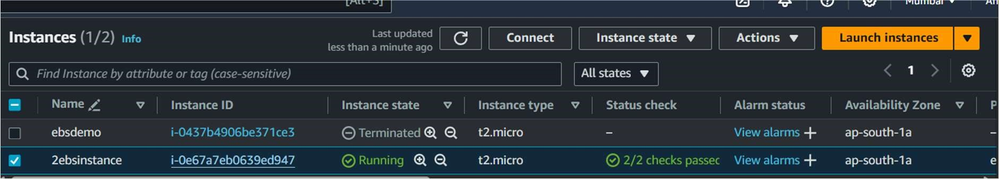 [Alt+S] Mumbai
Last updated
Instances (1/2) Info less than a minute ago Connect Instance state Actions Launch instances
Find Instance by attribute or tag (case-sensitive) All states 1
Name Instance ID Instance state Instance type Status check Alarm status Availability Zone P
ebsdemo i-0437b4906be371ce3 Terminated t2.micro – View alarms + ap-south-1a –
2ebsinstance i-0e67a7eb0639ed947 Running t2.micro 2/2 checks passec View alarms + ap-south-1a e